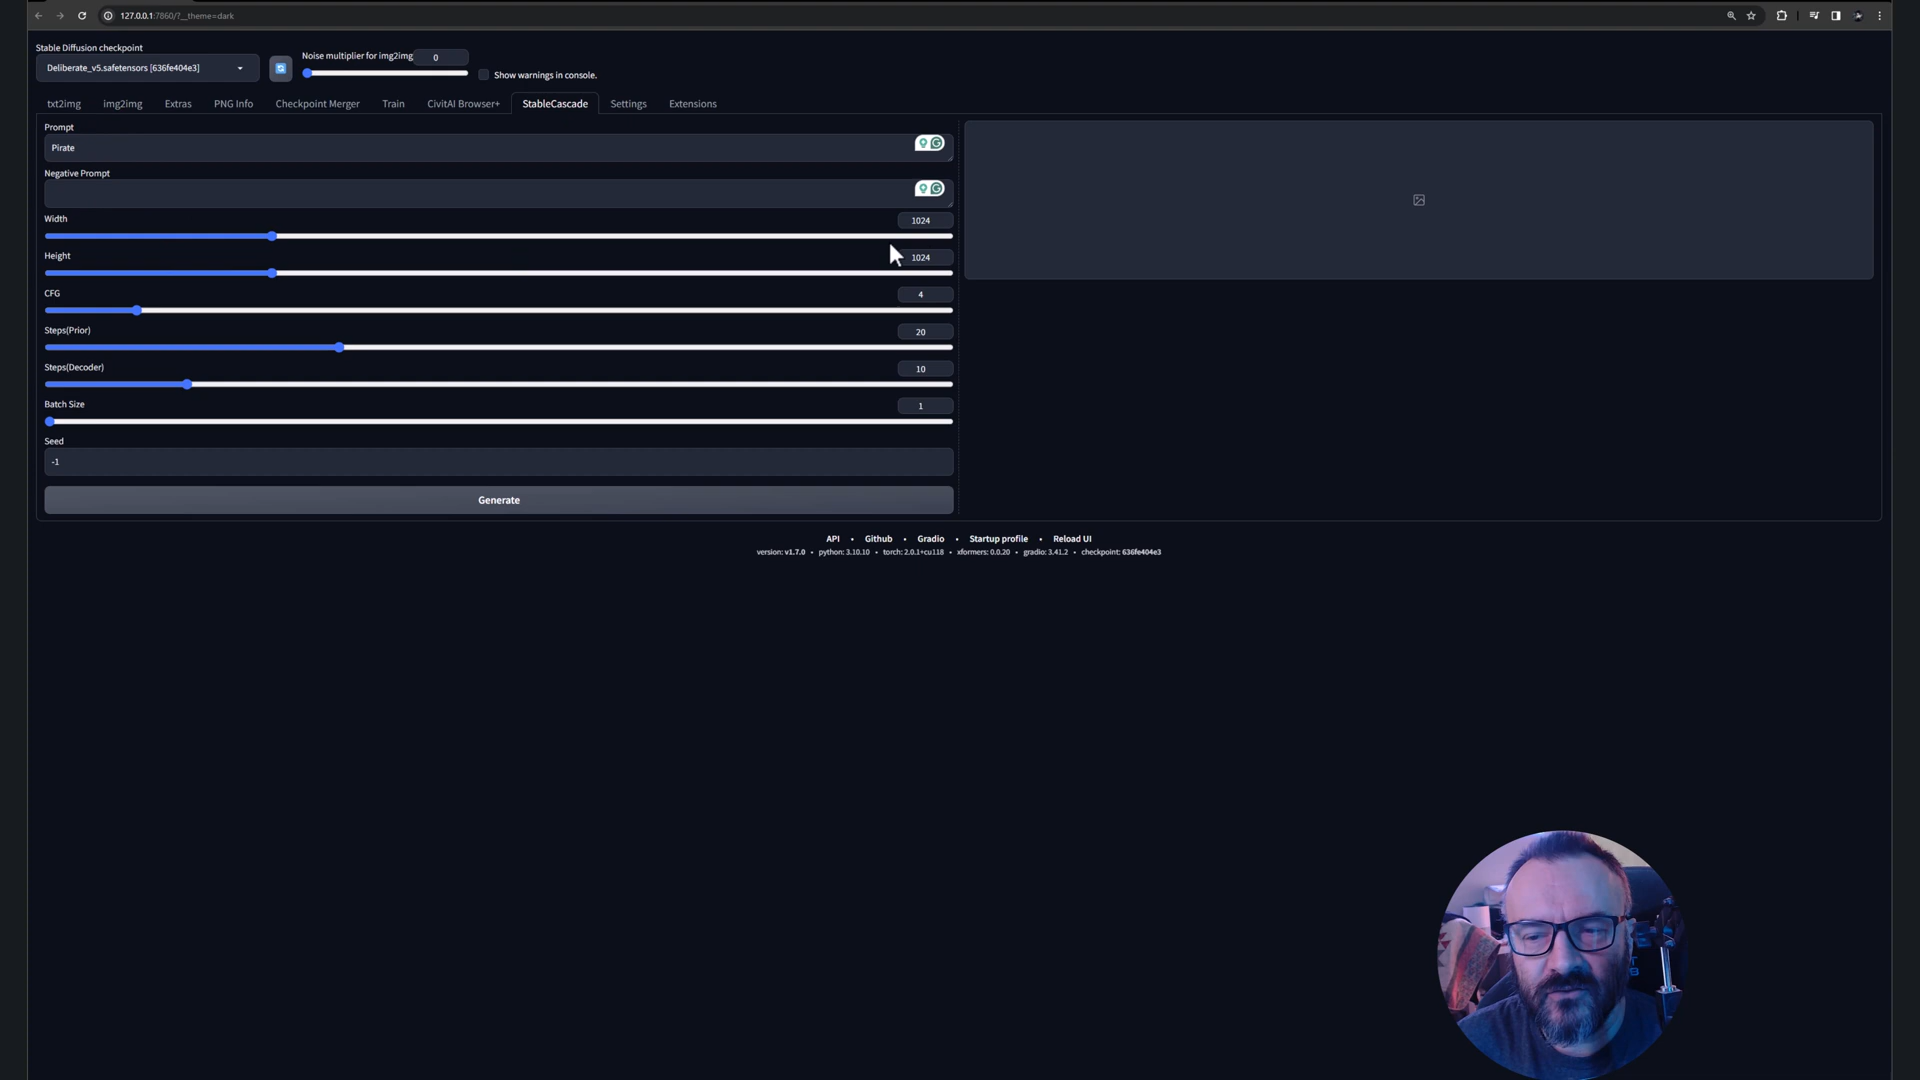 127.0.0.1:7860/?__theme=dark
Stable Diffusion checkpoint
Deliberate_v5.safetensors [636fe404e3]
Noise multiplier for img2img
0
Show warnings in console.
txt2img
img2img
Extras
PNG Info
Checkpoint Merger
Train
CivitAI Browser+
StableCascade
Settings
Extensions
Prompt
Pirate
Negative Prompt
Width
1024
Height
1024
CFG
4
Steps(Prior)
20
Steps(Decoder)
10
Batch Size
1
Seed
-1
Generate
API • Github • Gradio • Startup profile • Reload UI
version: v1.7.0 • python: 3.10.10 • torch: 2.0.1+cu118 • xformers: 0.0.20 • gradio: 3.41.2 • checkpoint: 636fe404e3